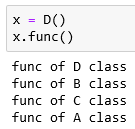 x = D()
x.func()
func of D class
func of B class
func of C class
func of A class